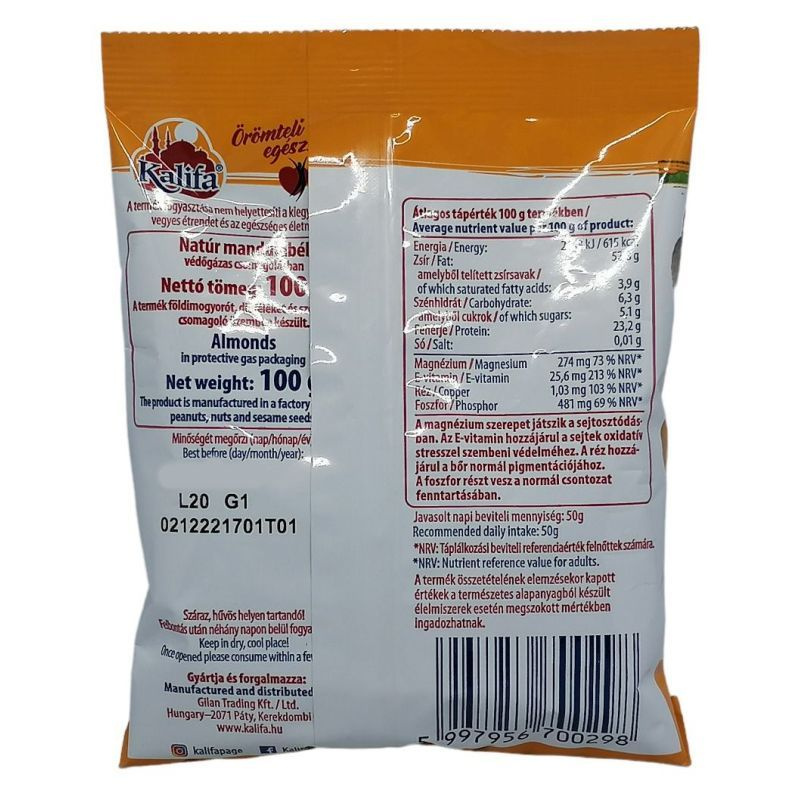 Kalifa®
Örömteli
A termék fogyasztása nem helyettesíti a
vegyes étrendet és az egészséges
Natúr
védőgázas csomagolásban
Nettó tömeg: 100
A termék földimogyorót,
csomagoló üzemben készült.
Almonds
in protective gas packaging
Net weight: 100
The product is manufactured in a factory
peanuts, nuts and sesame
Minőségét megőrzi (nap/hónap/év
Best before (day/month/year):
L20 G1
0212221701T01
Száraz, hűvös helyen tartandó!
Felbontás után néhány napon belül
Keep in dry, cool place!
Once opened please consume within a
Gyártja és forgalmazza:
Manufactured and distributed
Gilan Trading Kft. / Ltd.
Hungary–2071 Páty,
www.kalifa.hu
kalifapage
Átlagos tápérték 100 g termékben /
Average nutrient value per 100 g of product:
Energia / Energy: kJ / 615
Zsír / Fat:
amelyből telített zsírsavak /
of which saturated fatty acids: 3,9 g
Szénhidrát / Carbohydrate: 6,3 g
amelyből cukrok / of which sugars: 5,1 g
Fehérje / Protein: 23,2 g
Só / Salt: 0,01 g
Magnézium / Magnesium 274 mg 73 % NRV*
E-vitamin / E-vitamin 25,6 mg 213 % NRV*
Réz / Copper 1,03 mg 103 % NRV*
Foszfor / Phosphor 481 mg 69 % NRV*
A magnézium szerepet játszik a sejtosztódás-
ban. Az E-vitamin hozzájárul a sejtek oxidatív
stresszel szembeni védelméhez. A réz hozzá-
járul a bőr normál pigmentációjához.
A foszfor részt vesz a normál csontozat
fenntartásában.
Javasolt napi beviteli mennyiség: 50g
Recommended daily intake: 50g
*NRV: Táplálkozási beviteli referenciaérték felnőttek számára.
*NRV: Nutrient reference value for adults.
A termék összetételének elemzésekor kapott
értékek a természetes alapanyagból készült
élelmiszerek esetén megszokott mértékben
ingadozhatnak.
5 997956 700298